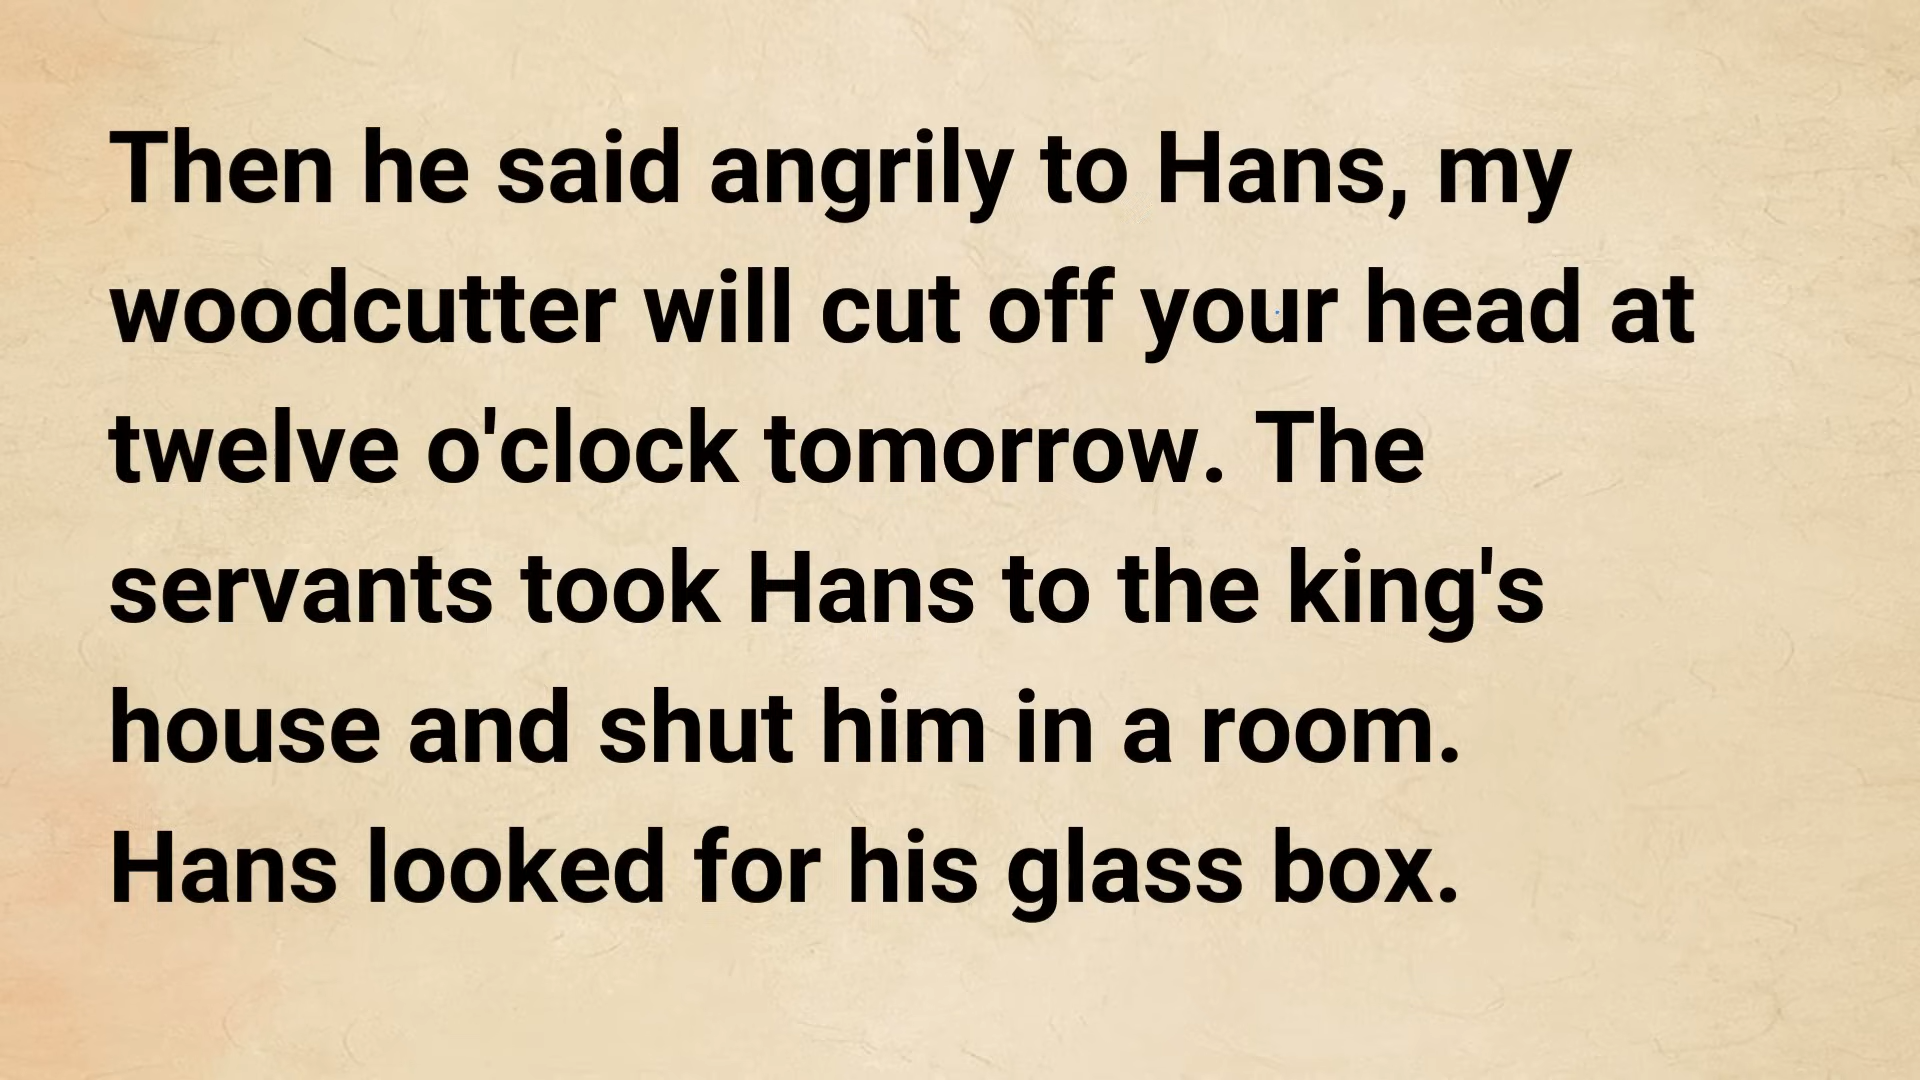 Then he said angrily to Hans, my
woodcutter will cut off your head at
twelve o'clock tomorrow. The
servants took Hans to the king's
house and shut him in a room.
Hans looked for his glass box.